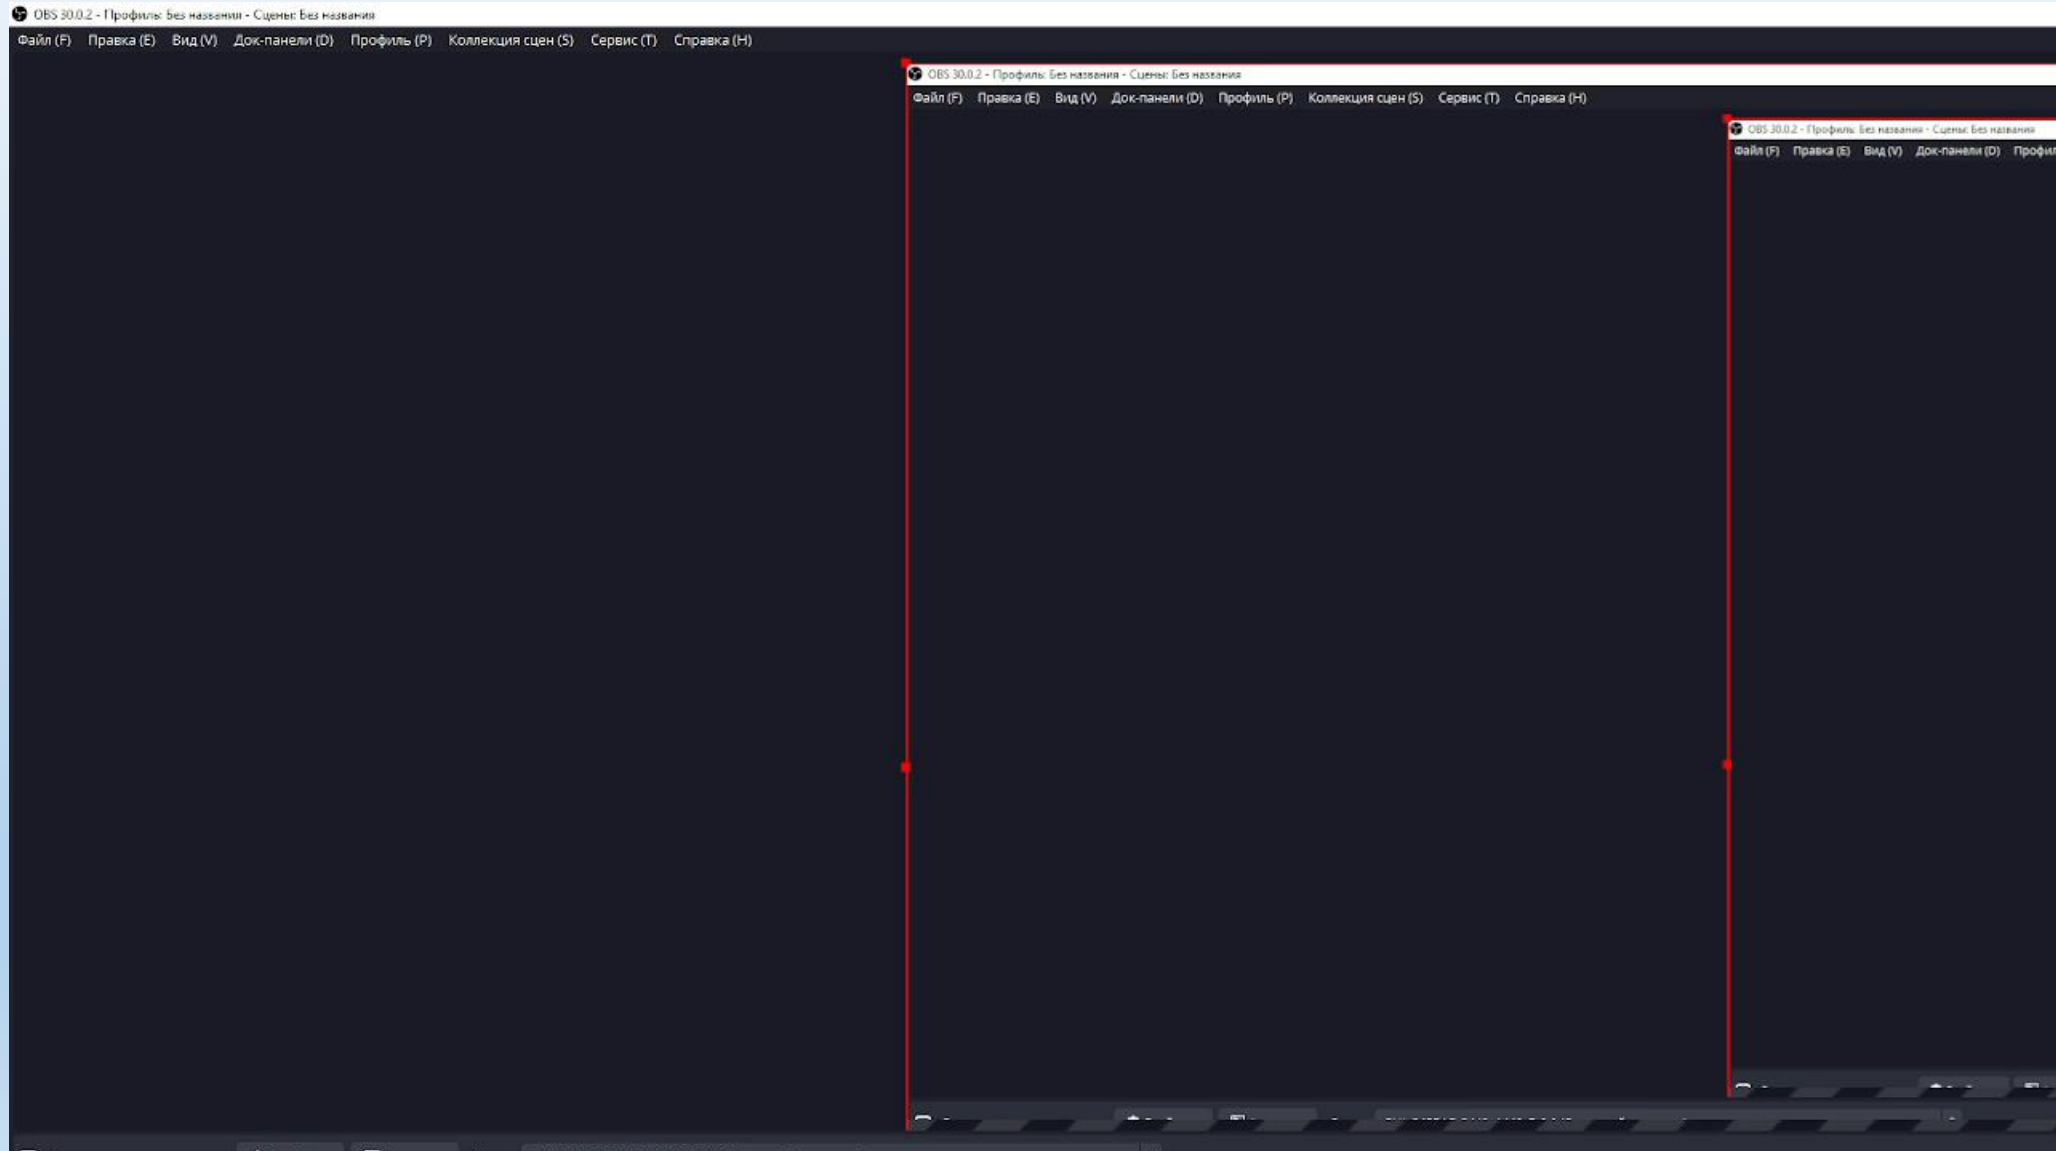 OBS 30.0.2 - Профиль: Без названия - Сцены: Без названия
Файл (F) Правка (E) Вид (V) Док-панели (D) Профиль (P) Коллекция сцен (S) Сервис (T) Справка (H)
OBS 30.0.2 - Профиль: Без названия - Сцены: Без названия
Файл (F) Правка (E) Вид (V) Док-панели (D) Профиль (P) Коллекция сцен (S) Сервис (T) Справка (H)
OBS 30.0.2 - Профиль: Без названия - Сцены: Без названия
Файл (F) Правка (E) Вид (V) Док-панели (D)